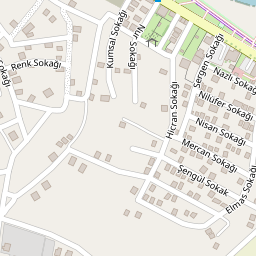 Renk Sokağı
Kumsal Sokağı
Nur Sokağı
Sergen Sokağı
Nazlı Sokağı
Nilüfer Sokağı
Hicran Sokağı
Nisan Sokağı
Mercan Sokağı
Şengül Sokak
Elmas Sokağı
Sokağı